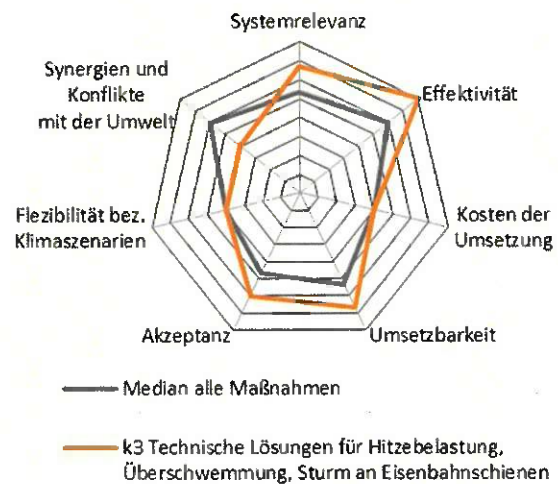 Systemrelevanz
Synergien und
Konflikte
mit der Umwelt
Effektivität
Flezibilität bez.
Klimaszenarien
Kosten der
Umsetzung
Akzeptanz
Umsetzbarkeit
Median alle Maßnahmen
k3 Technische Lösungen für Hitzebelastung,
Überschwemmung, Sturm an Eisenbahnschienen